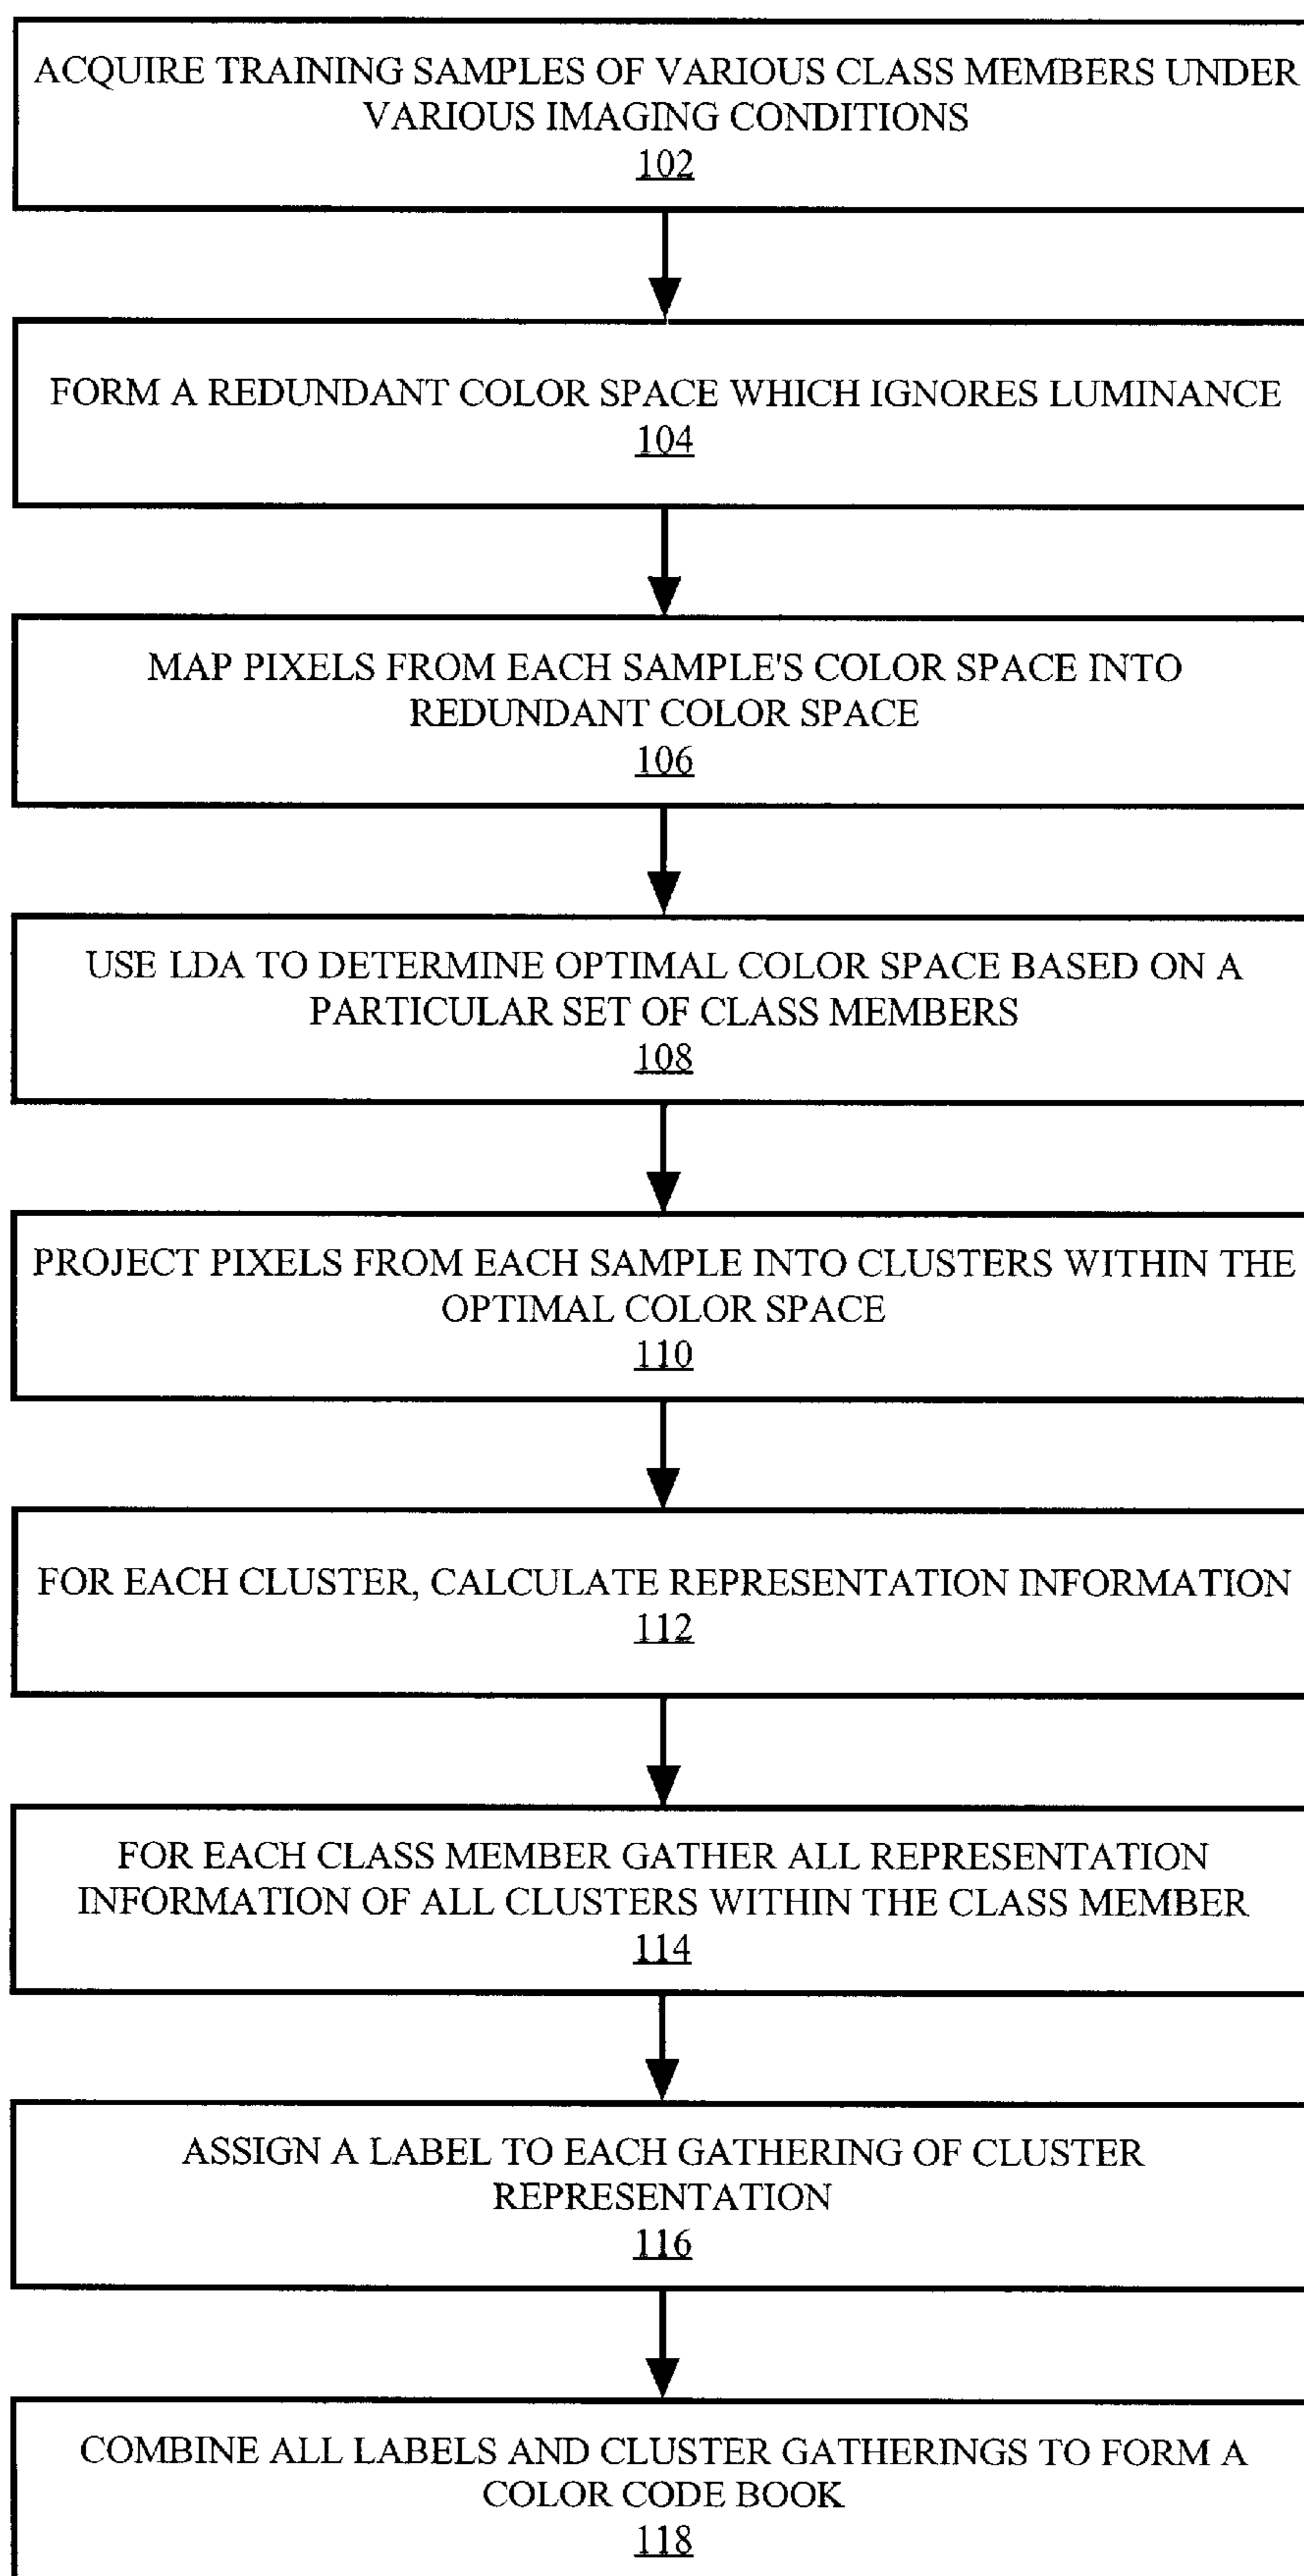 ACQUIRE TRAINING SAMPLES OF VARIOUS CLASS MEMBERS UNDER
VARIOUS IMAGING CONDITIONS
102
FORM A REDUNDANT COLOR SPACE WHICH IGNORES LUMINANCE
104
MAP PIXELS FROM EACH SAMPLE'S COLOR SPACE INTO
REDUNDANT COLOR SPACE
106
USE LDA TO DETERMINE OPTIMAL COLOR SPACE BASED ON A
PARTICULAR SET OF CLASS MEMBERS
108
PROJECT PIXELS FROM EACH SAMPLE INTO CLUSTERS WITHIN THE
OPTIMAL COLOR SPACE
110
FOR EACH CLUSTER, CALCULATE REPRESENTATION INFORMATION
112
FOR EACH CLASS MEMBER GATHER ALL REPRESENTATION
INFORMATION OF ALL CLUSTERS WITHIN THE CLASS MEMBER
114
ASSIGN A LABEL TO EACH GATHERING OF CLUSTER
REPRESENTATION
116
COMBINE ALL LABELS AND CLUSTER GATHERINGS TO FORM A
COLOR CODE BOOK
118